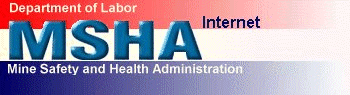 Department of Labor
Internet
MSHA
Mine Safety and Health Administration